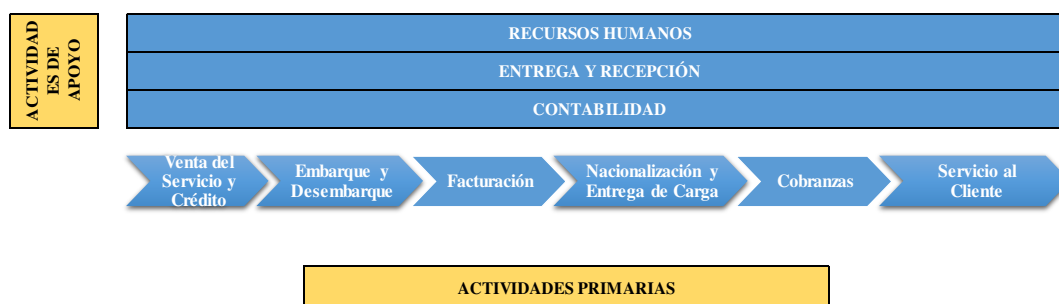 ACTIVIDAD
ES DE
APOYO
RECURSOS HUMANOS
ENTREGA Y RECEPCIÓN
CONTABILIDAD
Venta del
Servicio y
Crédito
Embarque y
Desembarque
Facturación
Nacionalización y
Entrega de Carga
Cobranzas
Servicio al
Cliente
ACTIVIDADES PRIMARIAS